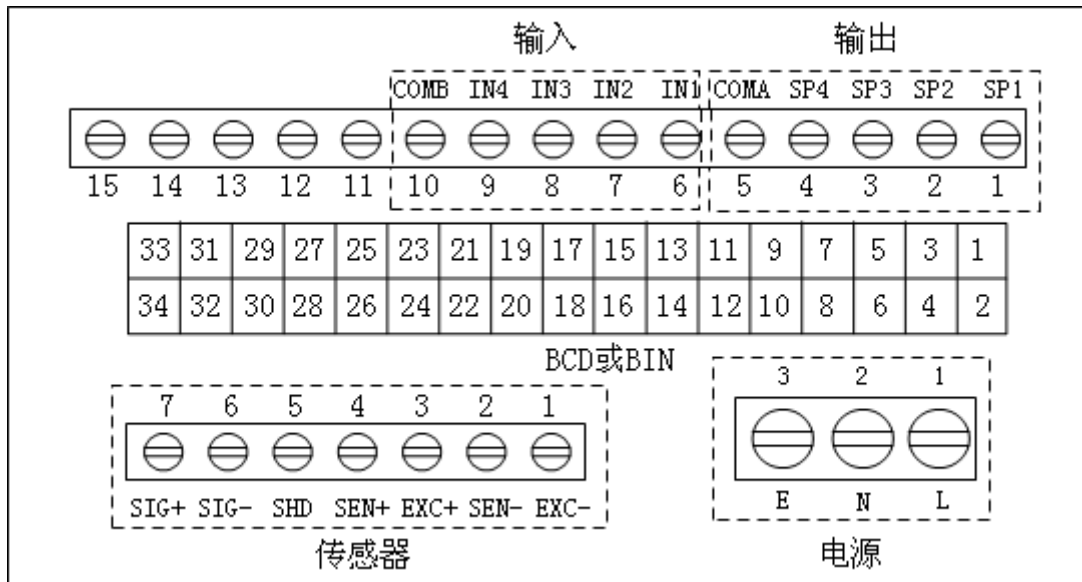 输入 输出
COMB IN4 IN3 IN2 IN1 COMA SP4 SP3 SP2 SP1
15 14 13 12 11 10 9 8 7 6 5 4 3 2 1
33 31 29 27 25 23 21 19 17 15 13 11 9 7 5 3 1
34 32 30 28 26 24 22 20 18 16 14 12 10 8 6 4 2
BCD或BIN
7 6 5 4 3 2 1
SIG+ SIG- SHD SEN+ EXC+ SEN- EXC-
传感器
3 2 1
E N L
电源